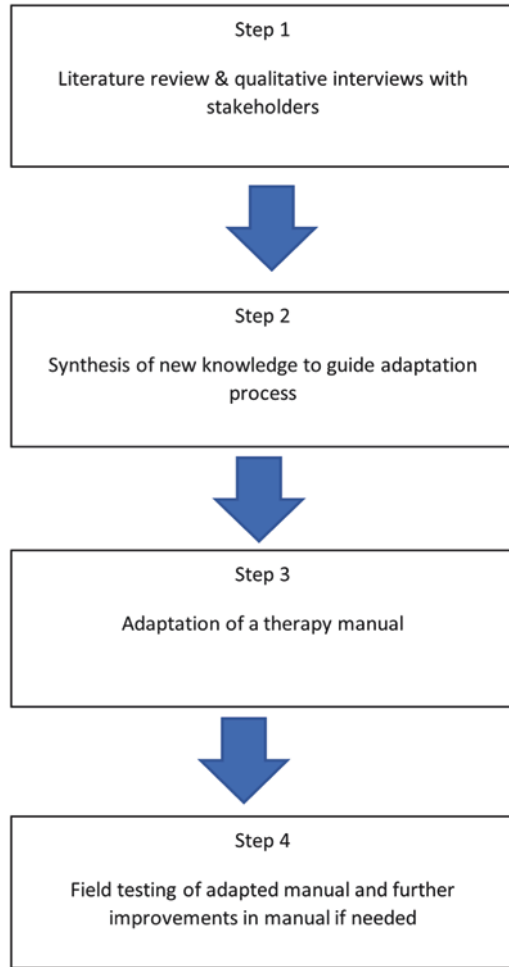 Step 1
Literature review & qualitative interviews with
stakeholders
Step 2
Synthesis of new knowledge to guide adaptation
process
Step 3
Adaptation of a therapy manual
Step 4
Field testing of adapted manual and further
improvements in manual if needed